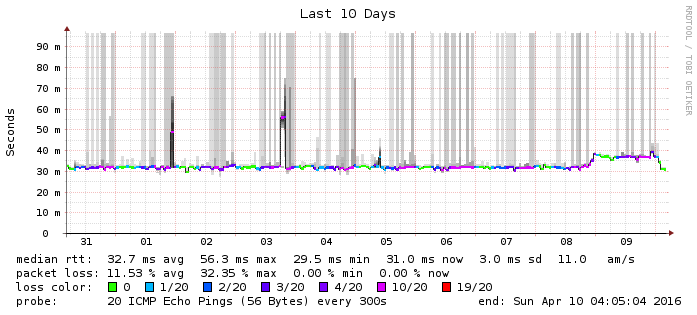 Last 10 Days
RRDTOOL / TOBI OETIKER
Seconds
90 m
80 m
70 m
60 m
50 m
40 m
30 m
20 m
10 m
0
31 01 02 03 04 05 06 07 08 09
median rtt: 32.7 ms avg 56.3 ms max 29.5 ms min 31.0 ms now 3.0 ms sd 11.0 am/s
packet loss: 11.53 % avg 32.35 % max 0.00 % min 0.00 % now
loss color: 0 1/20 2/20 3/20 4/20 10/20 19/20
probe: 20 ICMP Echo Pings (56 Bytes) every 300s end: Sun Apr 10 04:05:04 2016